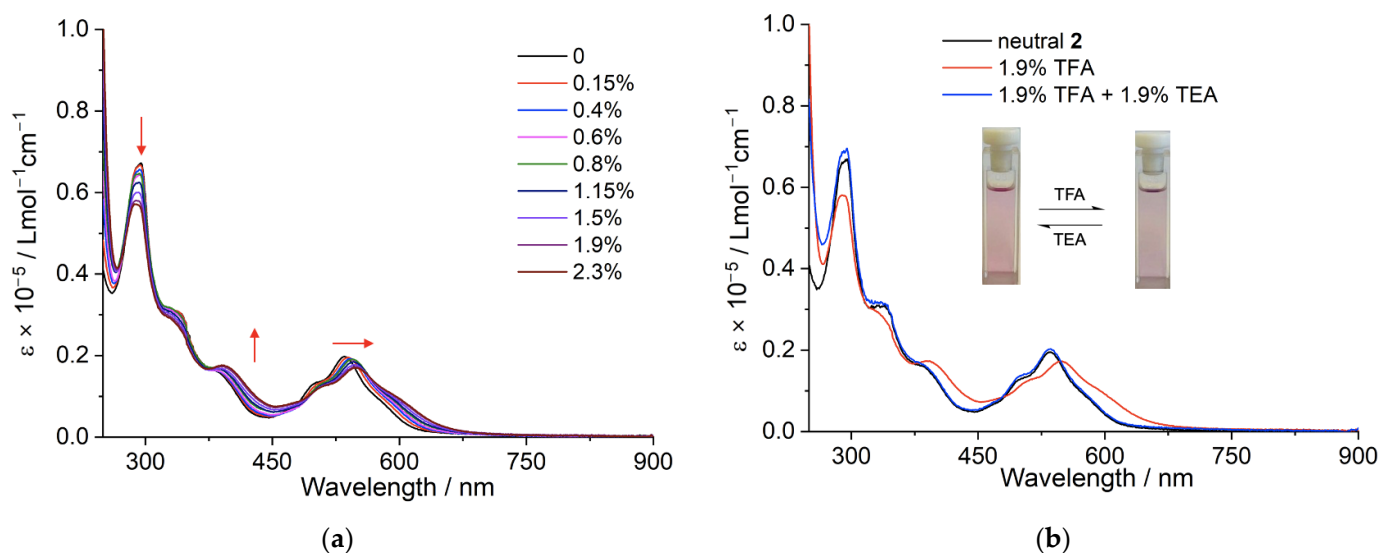 1.0
0.8
0.6
0.4
0.2
0.0
ε × 10⁻⁵ / Lmol⁻¹cm⁻¹
300 450 600 750 900
Wavelength / nm
0
0.15%
0.4%
0.6%
0.8%
1.15%
1.5%
1.9%
2.3%
(a)
1.0
0.8
0.6
0.4
0.2
0.0
ε × 10⁻⁵ / Lmol⁻¹cm⁻¹
300 450 600 750 900
Wavelength / nm
neutral 2
1.9% TFA
1.9% TFA + 1.9% TEA
TFA
TEA
(b)